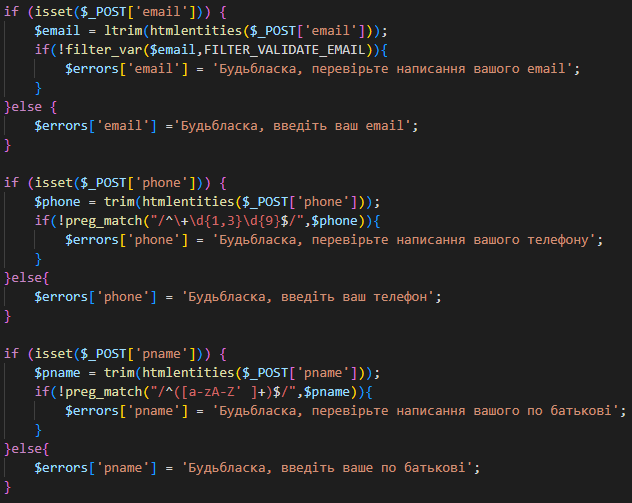 if (isset($_POST['email'])) {
$email = ltrim(htmlentities($_POST['email']));
if(!filter_var($email,FILTER_VALIDATE_EMAIL)){
$errors['email'] = 'Будьбласка, перевірьте написання вашого email';
}
}else {
$errors['email'] ='Будьбласка, введіть ваш email';
}
if (isset($_POST['phone'])) {
$phone = trim(htmlentities($_POST['phone']));
if(!preg_match("/^\+\d{1,3}\d{9}$/",$phone)){
$errors['phone'] = 'Будьбласка, перевірьте написання вашого телефону';
}
}else{
$errors['phone'] = 'Будьбласка, введіть ваш телефон';
}
if (isset($_POST['pname'])) {
$pname = trim(htmlentities($_POST['pname']));
if(!preg_match("/^([a-zA-Z' ]+)$/",$pname)){
$errors['pname'] = 'Будьбласка, перевірьте написання вашого по батькові';
}
}else{
$errors['pname'] = 'Будьбласка, введіть ваше по батькові';
}